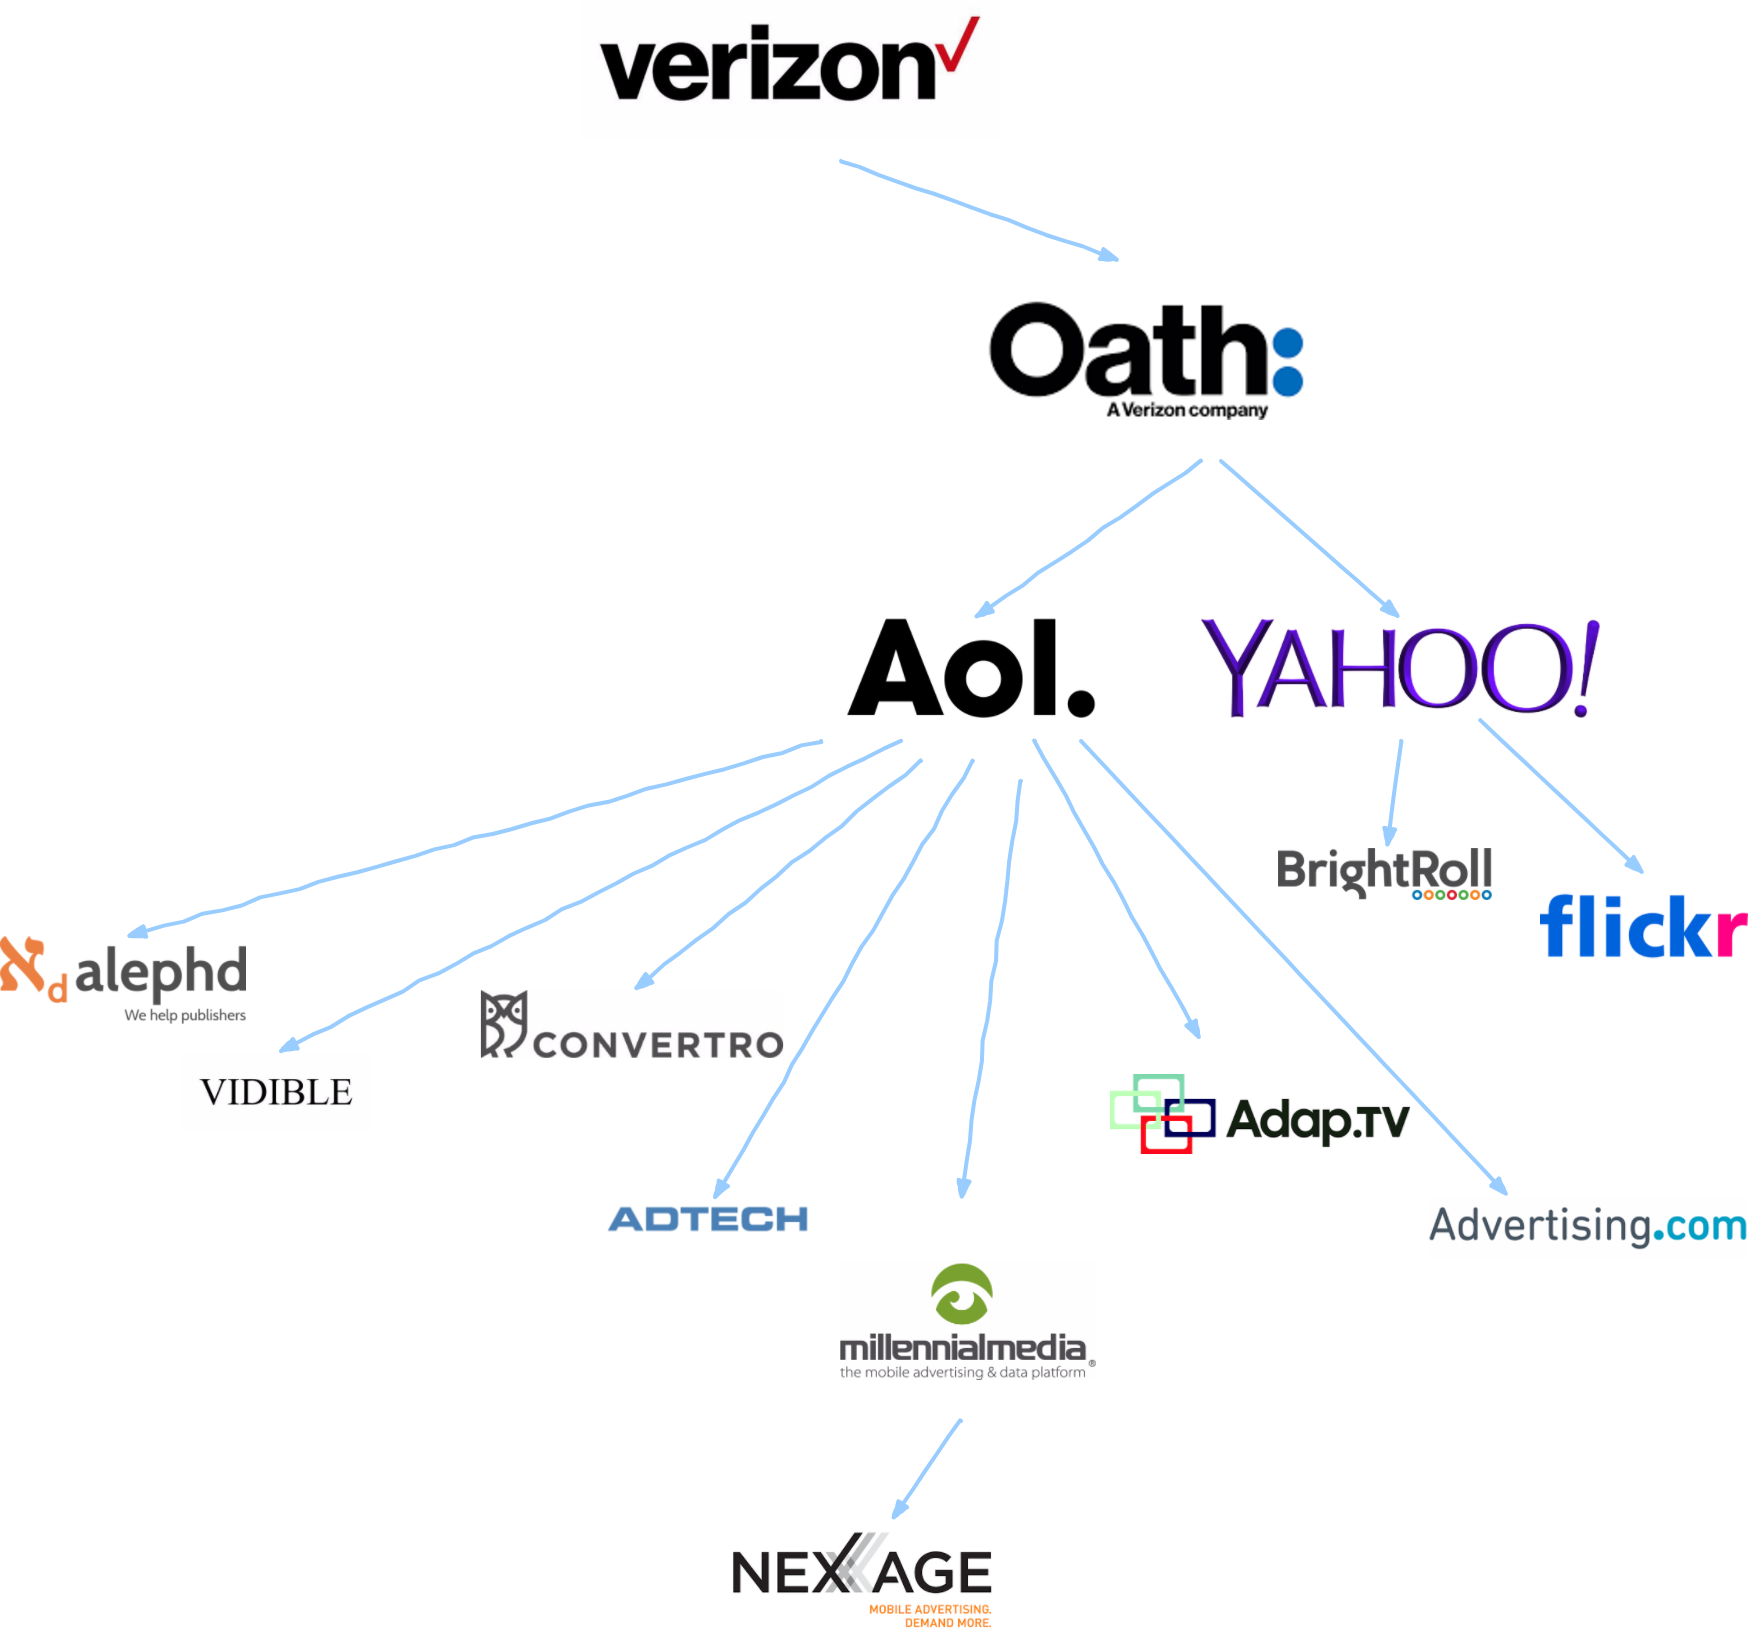 verizon
Oath:
A Verizon company
Aol.
YAHOO!
BrightRoll
flickr
alephd
We help publishers
CONVERTRO
VIDIBLE
Adap.TV
ADTECH
Advertising.com
millennialmedia®
the mobile advertising & data platform
NEXAGE
MOBILE ADVERTISING.
DEMAND MORE.